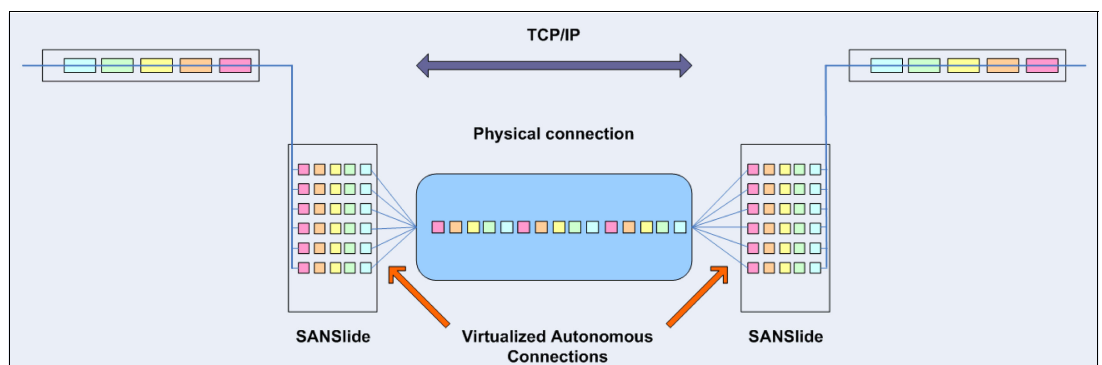 TCP/IP
Physical connection
SANSlide
Virtualized Autonomous
Connections
SANSlide